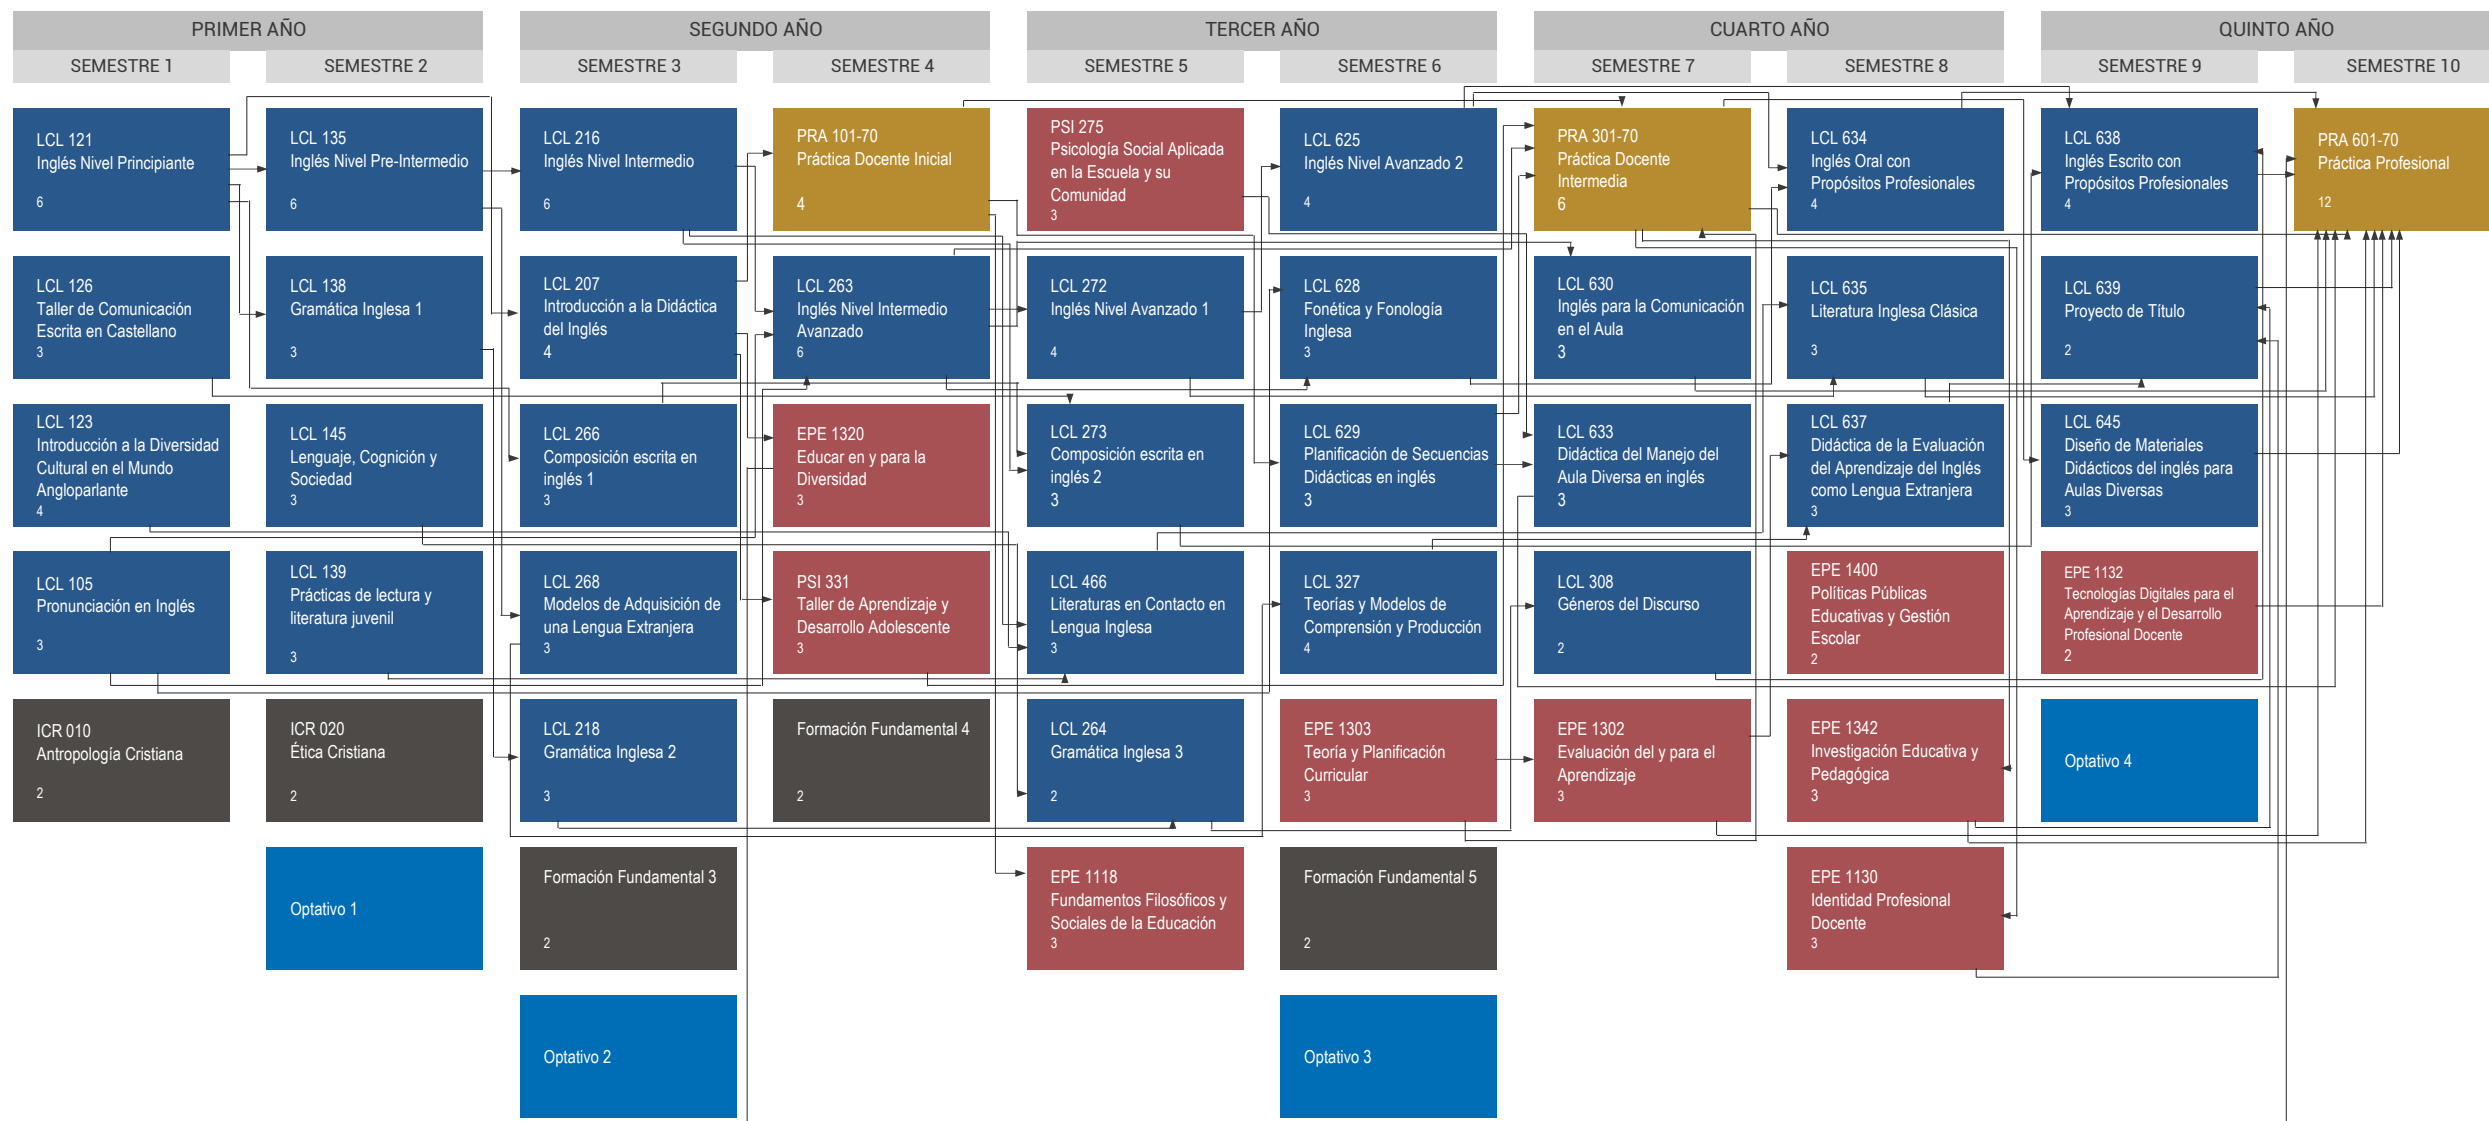 PRIMER AÑO
SEGUNDO AÑO
TERCER AÑO
CUARTO AÑO
QUINTO AÑO
SEMESTRE 1
SEMESTRE 2
SEMESTRE 3
SEMESTRE 4
SEMESTRE 5
SEMESTRE 6
SEMESTRE 7
SEMESTRE 8
SEMESTRE 9
SEMESTRE 10
LCL 121
Inglés Nivel Principiante
6
LCL 135
Inglés Nivel Pre-Intermedio
6
LCL 216
Inglés Nivel Intermedio
6
PRA 101-70
Práctica Docente Inicial
4
PSI 275
Psicología Social Aplicada
en la Escuela y su
Comunidad
3
LCL 625
Inglés Nivel Avanzado 2
4
PRA 301-70
Práctica Docente
Intermedia
6
LCL 634
Inglés Oral con
Propósitos Profesionales
4
LCL 638
Inglés Escrito con
Propósitos Profesionales
4
PRA 601-70
Práctica Profesional
12
LCL 126
Taller de Comunicación
Escrita en Castellano
3
LCL 138
Gramática Inglesa 1
3
LCL 207
Introducción a la Didáctica
del Inglés
4
LCL 263
Inglés Nivel Intermedio
Avanzado
6
LCL 272
Inglés Nivel Avanzado 1
4
LCL 628
Fonética y Fonología
Inglesa
3
LCL 630
Inglés para la Comunicación
en el Aula
3
LCL 635
Literatura Inglesa Clásica
3
LCL 639
Proyecto de Título
2
LCL 123
Introducción a la Diversidad
Cultural en el Mundo
Angloparlante
4
LCL 145
Lenguaje, Cognición y
Sociedad
3
LCL 266
Composición escrita en
inglés 1
3
EPE 1320
Educar en y para la
Diversidad
3
LCL 273
Composición escrita en
inglés 2
3
LCL 629
Planificación de Secuencias
Didácticas en inglés
3
LCL 633
Didáctica del Manejo del
Aula Diversa en inglés
3
LCL 637
Didáctica de la Evaluación
del Aprendizaje del Inglés
como Lengua Extranjera
3
LCL 645
Diseño de Materiales
Didácticos del inglés para
Aulas Diversas
3
LCL 105
Pronunciación en Inglés
3
LCL 139
Prácticas de lectura y
literatura juvenil
3
LCL 268
Modelos de Adquisición de
una Lengua Extranjera
3
PSI 331
Taller de Aprendizaje y
Desarrollo Adolescente
3
LCL 466
Literaturas en Contacto en
Lengua Inglesa
3
LCL 327
Teorías y Modelos de
Comprensión y Producción
4
LCL 308
Géneros del Discurso
2
EPE 1400
Políticas Públicas
Educativas y Gestión
Escolar
2
EPE 1132
Tecnologías Digitales para el
Aprendizaje y el Desarrollo
Profesional Docente
2
ICR 010
Antropología Cristiana
2
ICR 020
Ética Cristiana
2
LCL 218
Gramática Inglesa 2
3
Formación Fundamental 4
2
LCL 264
Gramática Inglesa 3
2
EPE 1303
Teoría y Planificación
Curricular
3
EPE 1302
Evaluación del y para el
Aprendizaje
3
EPE 1342
Investigación Educativa y
Pedagógica
3
Optativo 4
Optativo 1
Formación Fundamental 3
2
EPE 1118
Fundamentos Filosóficos y
Sociales de la Educación
3
Formación Fundamental 5
2
EPE 1130
Identidad Profesional
Docente
3
Optativo 2
Optativo 3